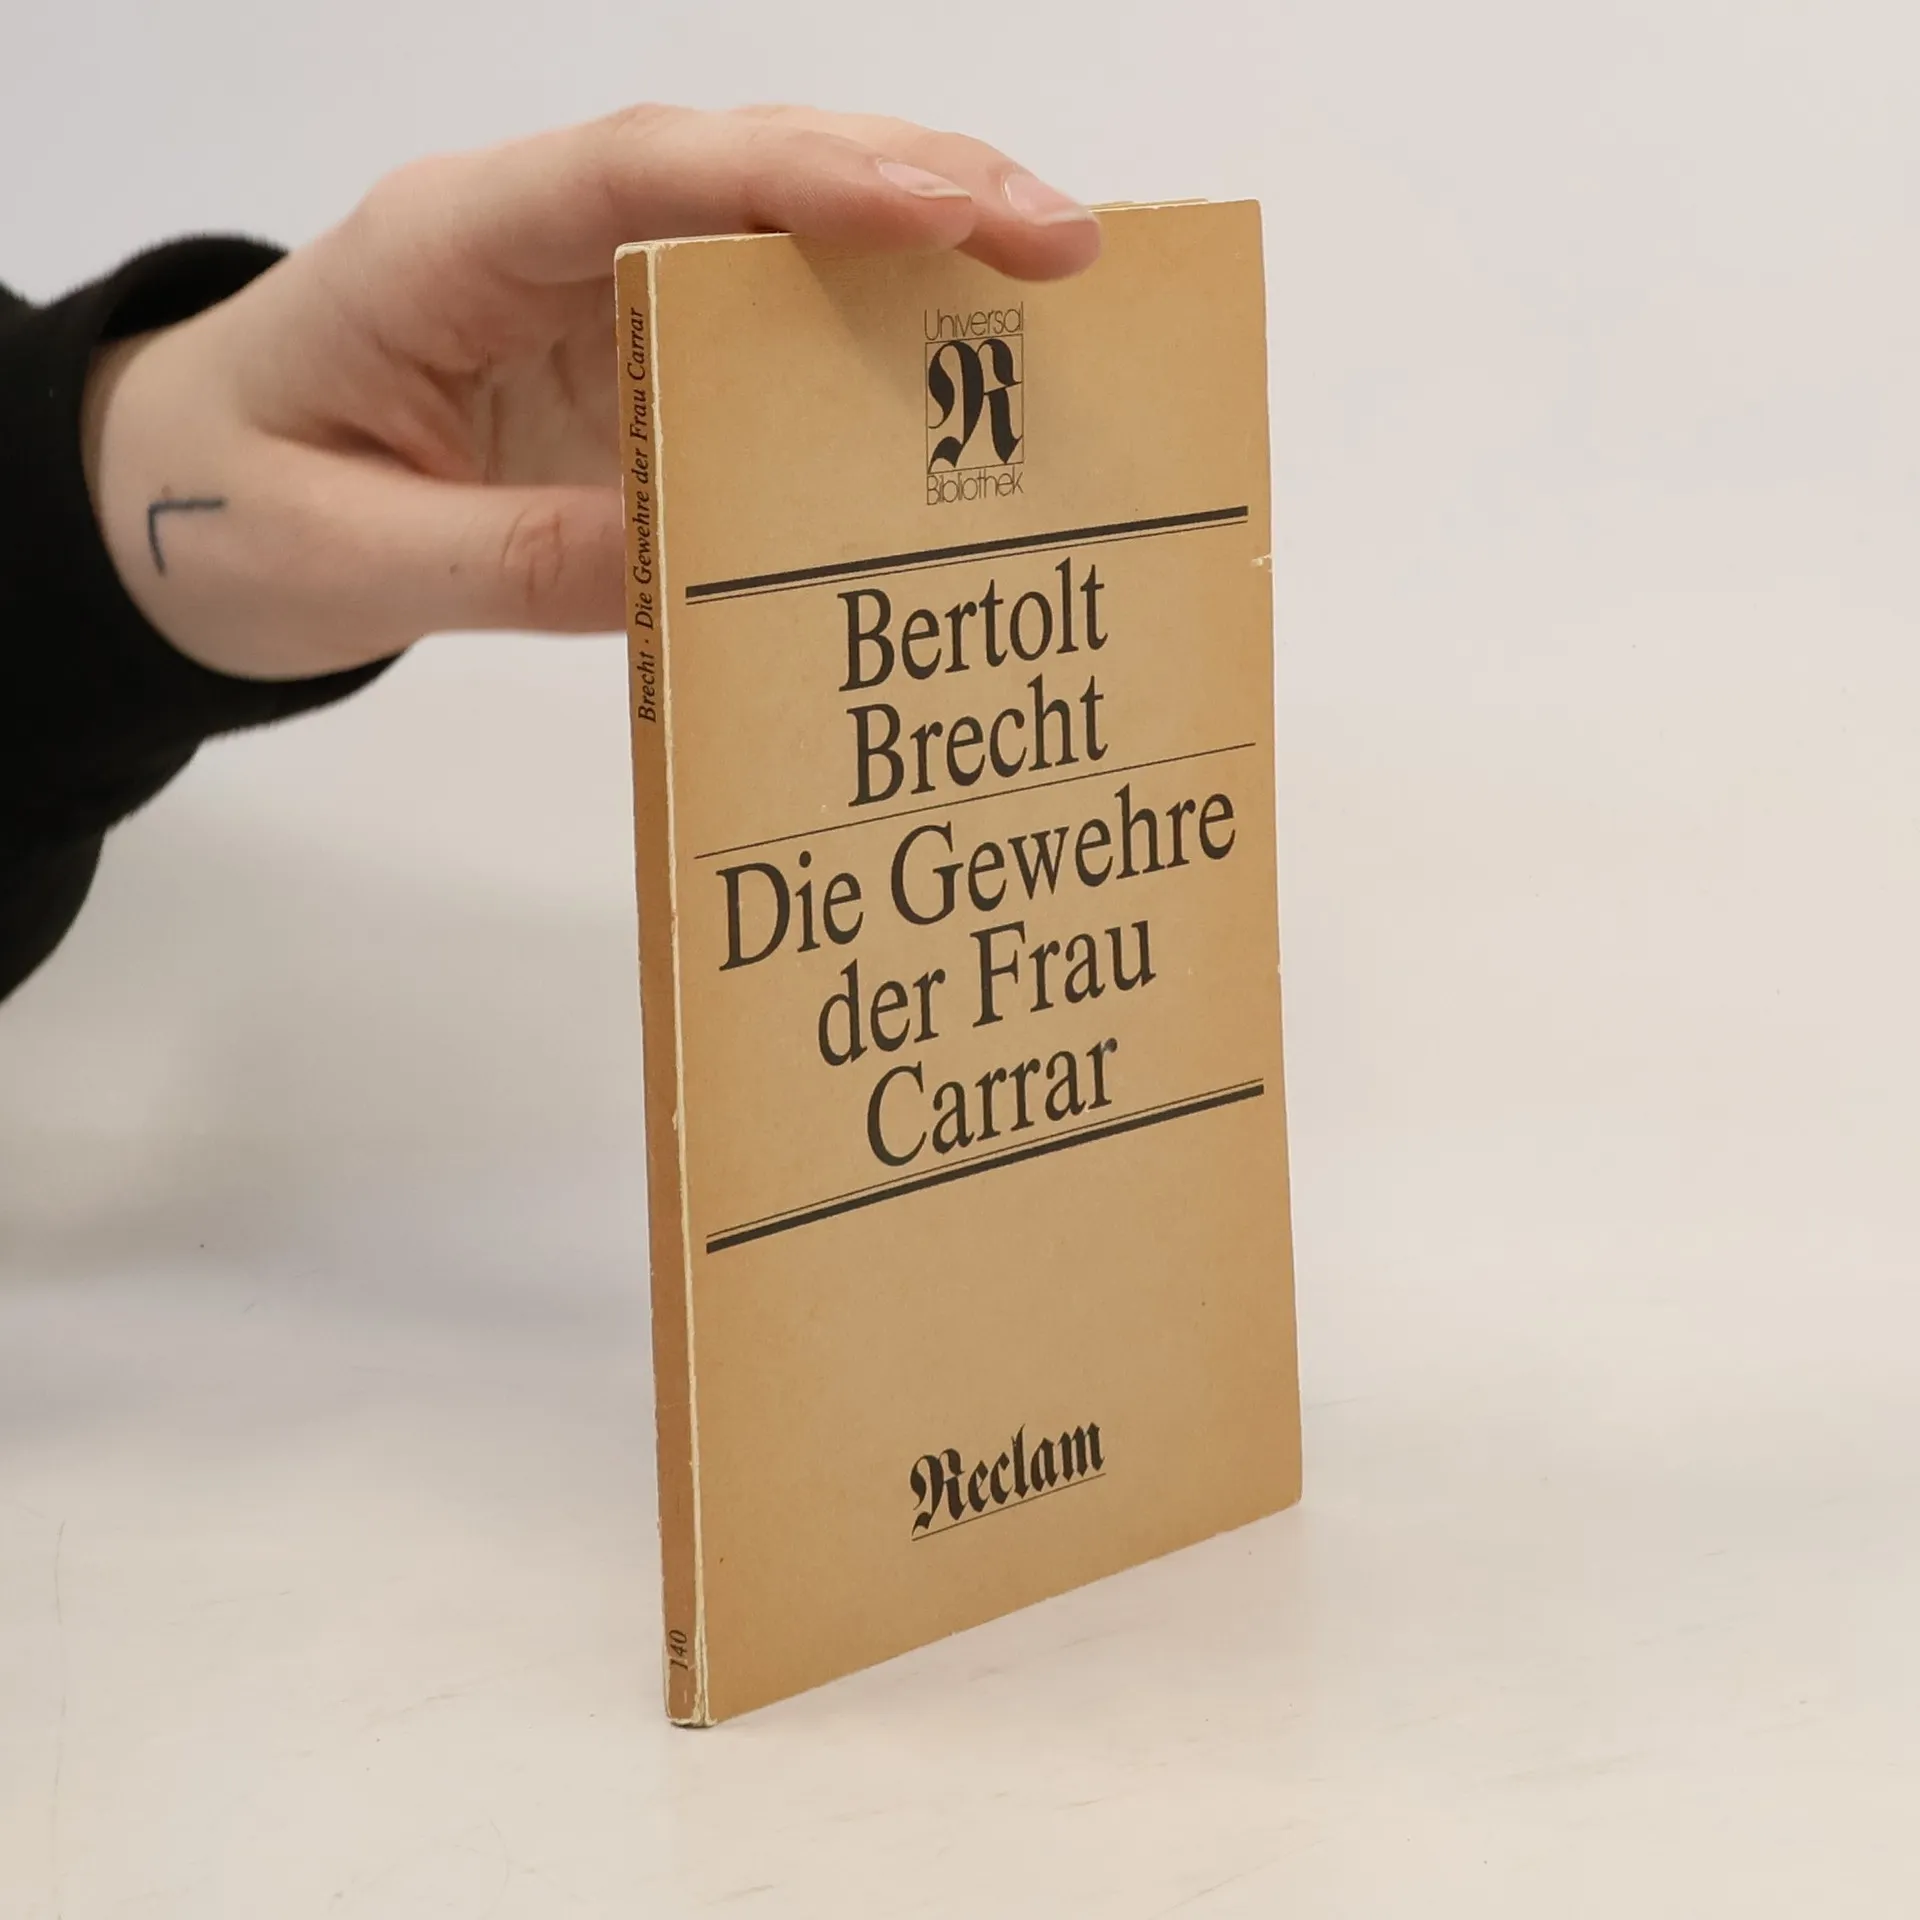 Universal
R
Bibliothek
Bertolt
Brecht
Die Gewehre
der Frau
Carrar
Reclam
Brecht · Die Gewehre der Frau Carrar
140